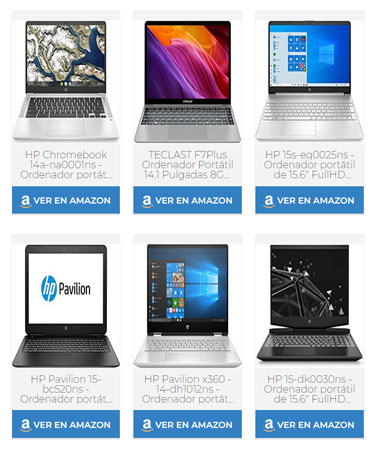 HP Chromebook
14a-na0001ns -
Ordenador portát...
VER EN AMAZON
TECLAST F7Plus
Ordenador Portátil
14.1 Pulgadas 8G...
VER EN AMAZON
HP 15s-eq0025ns -
Ordenador portátil
de 15.6" FullHD...
VER EN AMAZON
hp Pavilion
HP Pavilion 15-
bc520ns -
Ordenador portát...
VER EN AMAZON
HP Pavilion x360 -
14-dh1012ns -
Ordenador portát...
VER EN AMAZON
HP 15-dk0030ns -
Ordenador portátil
de 15.6" FullHD...
VER EN AMAZON